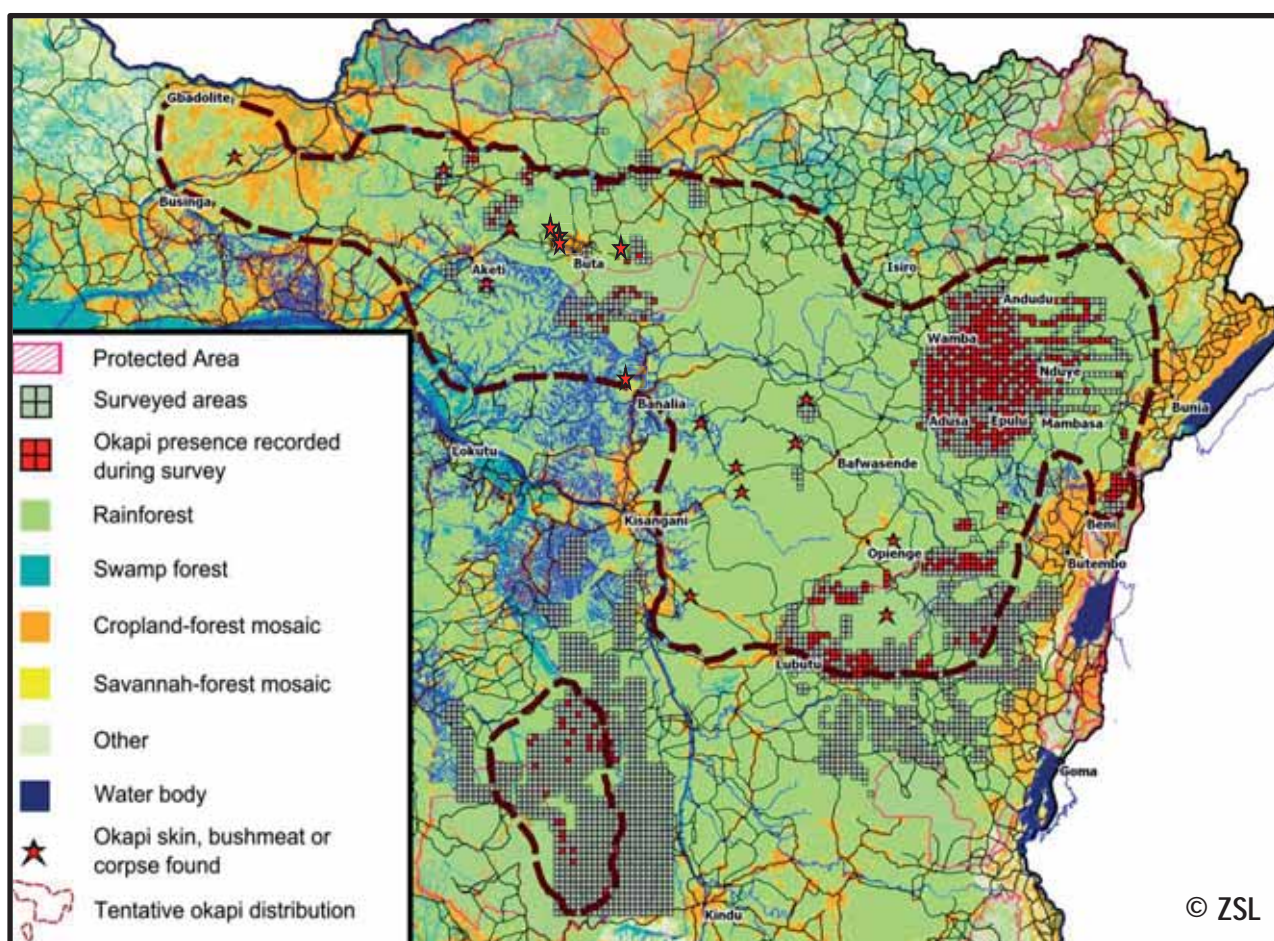 Gbadolite
Businga
Aketi
Buta
Isiro
Andudu
Wamba
Nduye
Banalia
Bunia
Adusa
Epulu
Mambasa
Lokutu
Bafwasende
Kisangani
Beni
Opienge
Butembo
Lubutu
Goma
Kindu
Protected Area
Surveyed areas
Okapi presence recorded
during survey
Rainforest
Swamp forest
Cropland-forest mosaic
Savannah-forest mosaic
Other
Water body
Okapi skin, bushmeat or
corpse found
Tentative okapi distribution
© ZSL